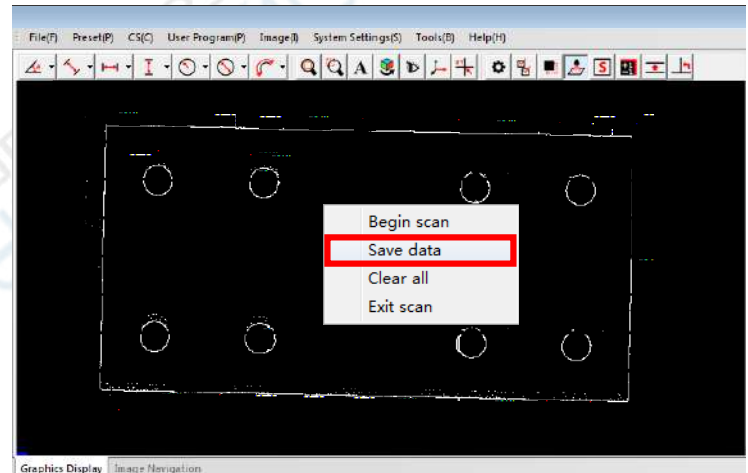 File(F) Preset(P) CS(C) User Program(P) Image(I) System Settings(S) Tools(B) Help(H)
A S
Begin scan
Save data
Clear all
Exit scan
Graphics Display Image Navigation